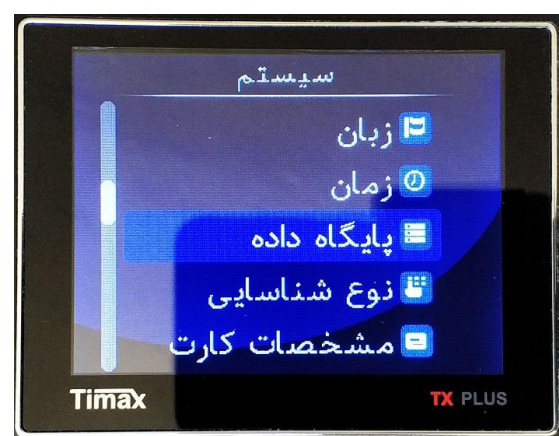 سیستم
زبان
زمان
پایگاه داده
نوع شناسایی
مشخصات کارت
Timax
TX PLUS